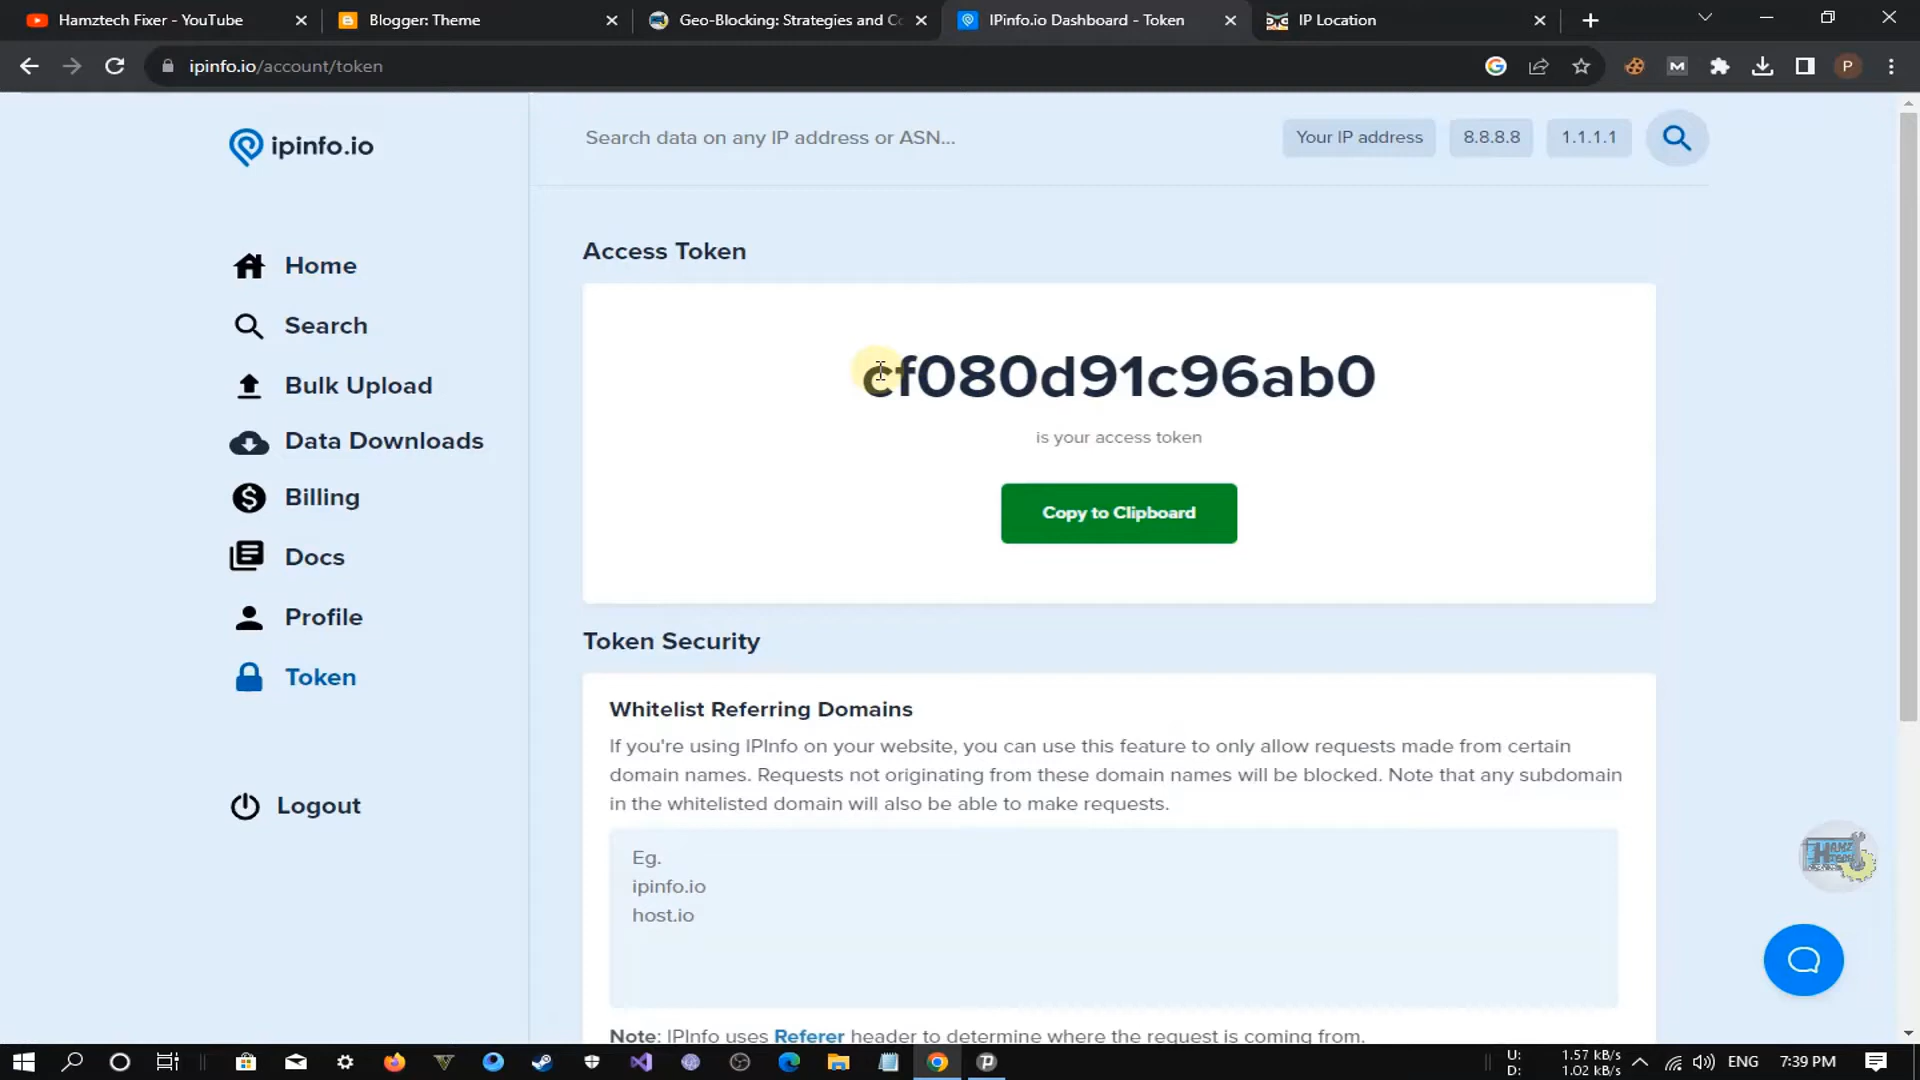 Hamztech Fixer - YouTube
Blogger: Theme
Geo-Blocking: Strategies and Co
IPinfo.io Dashboard - Token
IP Location
ipinfo.io/account/token
P
ipinfo.io
Search data on any IP address or ASN...
Your IP address
8.8.8.8
1.1.1.1
Home
Search
Bulk Upload
Data Downloads
Billing
Docs
Profile
Token
Logout
Access Token
cf080d91c96ab0
is your access token
Copy to Clipboard
Token Security
Whitelist Referring Domains
If you're using IPInfo on your website, you can use this feature to only allow requests made from certain
domain names. Requests not originating from these domain names will be blocked. Note that any subdomain
in the whitelisted domain will also be able to make requests.
Eg.
ipinfo.io
host.io
Note: IPInfo uses Referer header to determine where the request is coming from.
U: 1.57 kB/s
D: 1.02 kB/s
ENG
7:39 PM